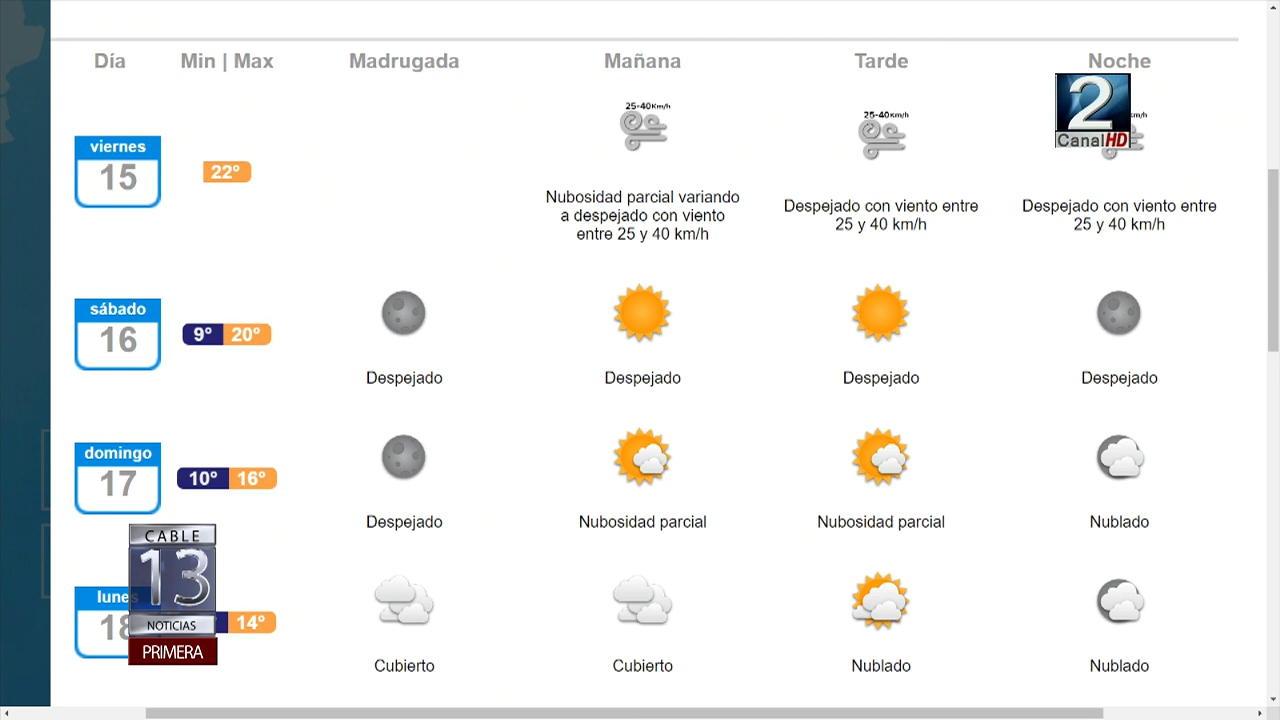 Día Min | Max Madrugada Mañana Tarde Noche
25-40Km/h
25-40Km/h
2
CanalHD
viernes
15
22°
Nubosidad parcial variando
a despejado con viento
entre 25 y 40 km/h
Despejado con viento entre
25 y 40 km/h
Despejado con viento entre
25 y 40 km/h
sábado
16
9° 20°
Despejado Despejado Despejado Despejado
domingo
17
10° 16°
Despejado Nubosidad parcial Nubosidad parcial Nublado
lunes
18
14°
CABLE
13
NOTICIAS
PRIMERA
Cubierto Cubierto Nublado Nublado